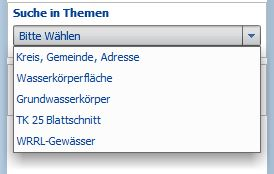 Suche in Themen
Bitte Wählen
Kreis, Gemeinde, Adresse
Wasserkörperfläche
Grundwasserkörper
TK 25 Blattschnitt
WRRL-Gewässer